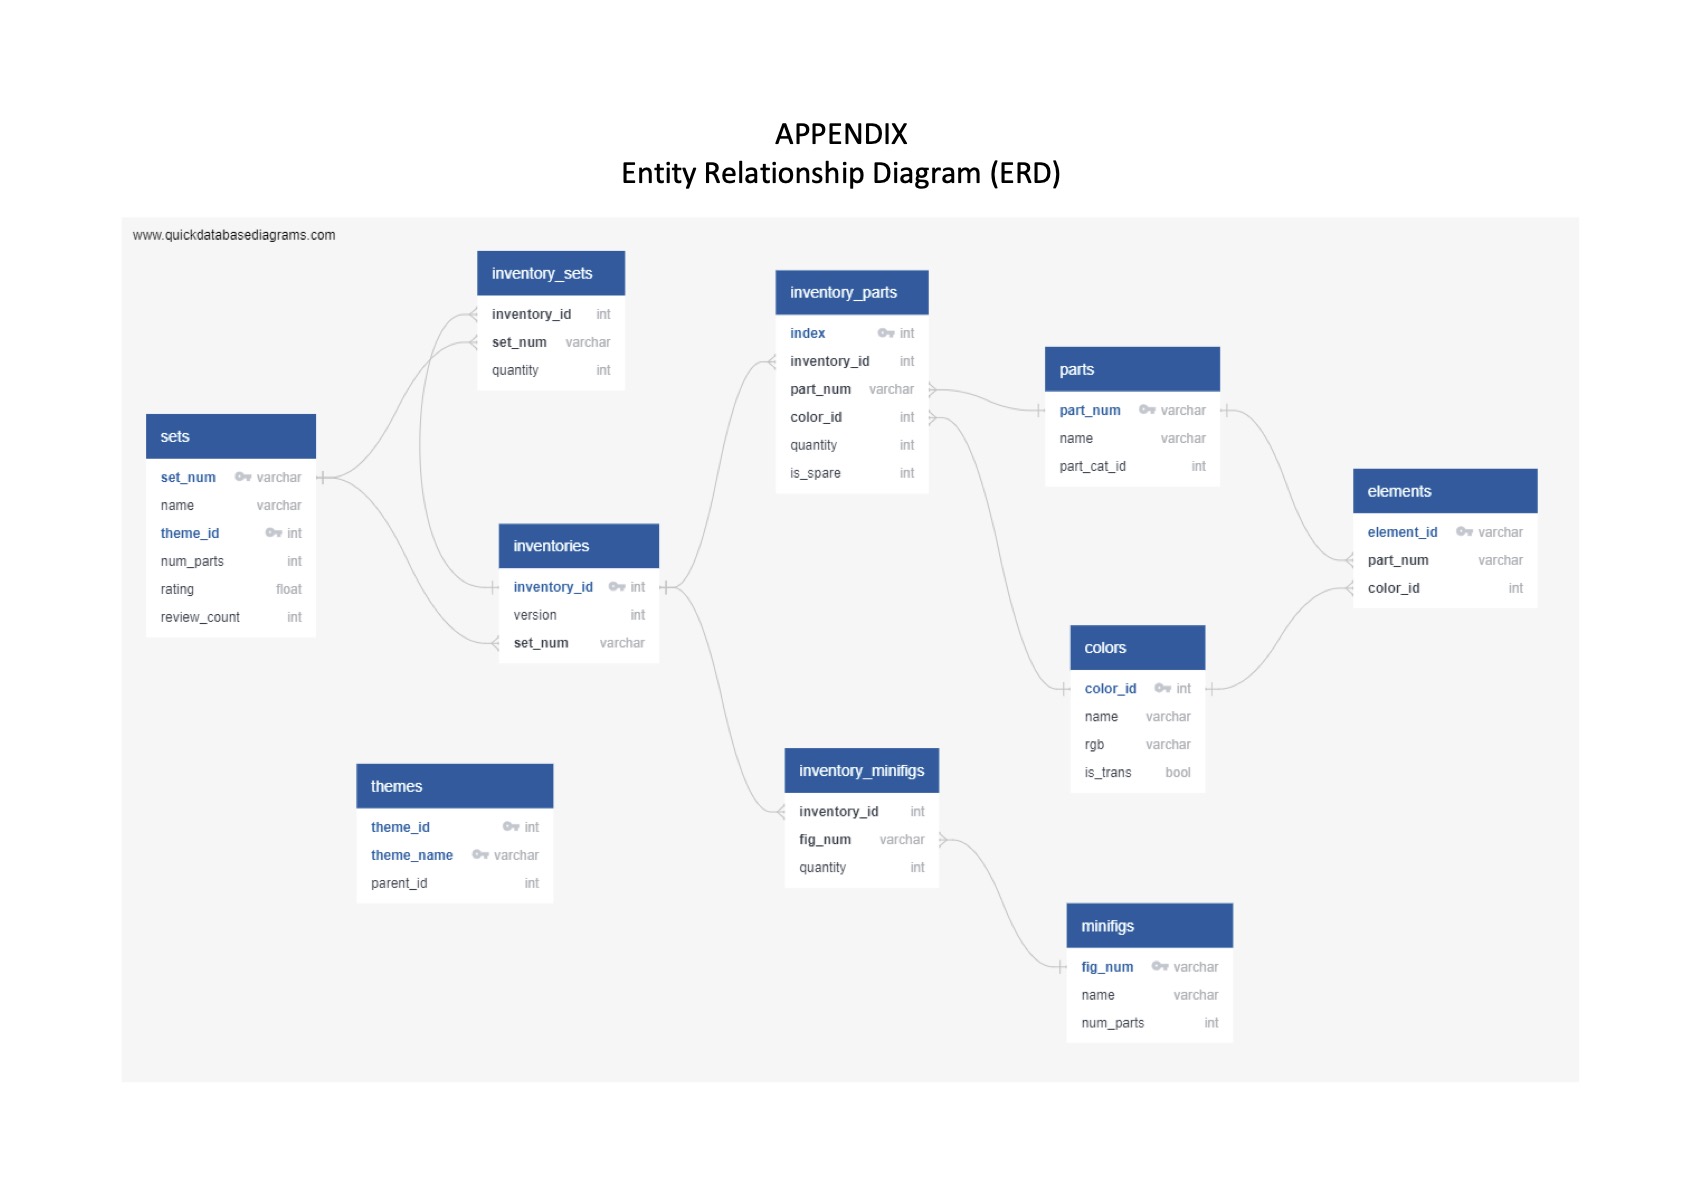 APPENDIX
Entity Relationship Diagram (ERD)
www.quickdatabasediagrams.com
inventory_sets
inventory_id int
set_num varchar
quantity int
inventory_parts
index int
inventory_id int
part_num varchar
color_id int
quantity int
is_spare int
parts
part_num varchar
name varchar
part_cat_id int
sets
set_num varchar
name varchar
theme_id int
num_parts int
rating float
review_count int
elements
element_id varchar
part_num varchar
color_id int
inventories
inventory_id int
version int
set_num varchar
colors
color_id int
name varchar
rgb varchar
is_trans bool
themes
theme_id int
theme_name varchar
parent_id int
inventory_minifigs
inventory_id int
fig_num varchar
quantity int
minifigs
fig_num varchar
name varchar
num_parts int